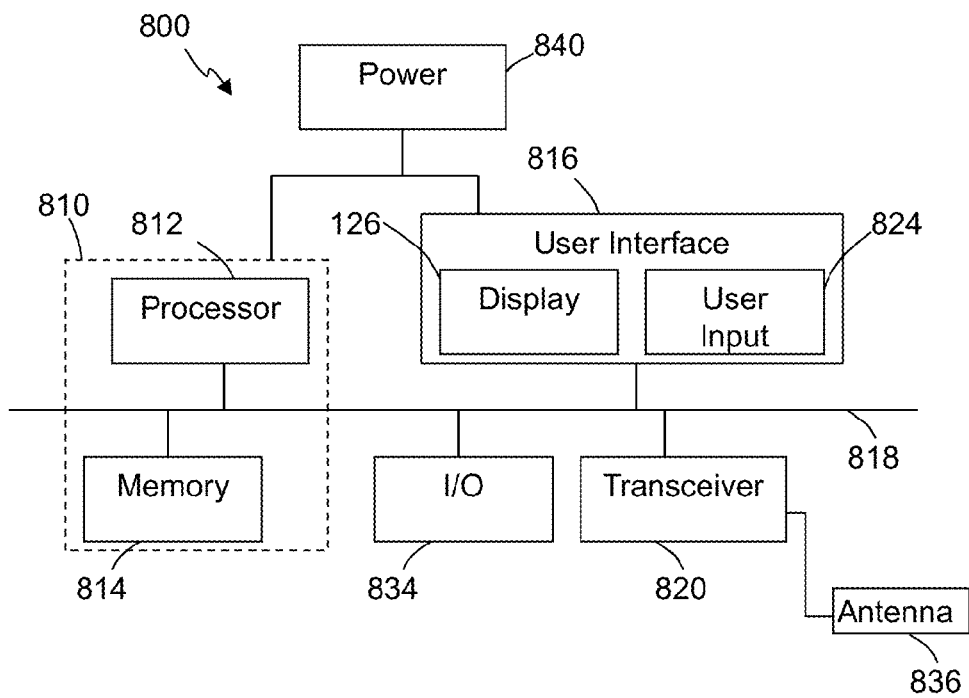 800
840
Power
816
810
812
126
824
User Interface
Processor
Display
User
Input
818
Memory
I/O
Transceiver
814
834
820
Antenna
836